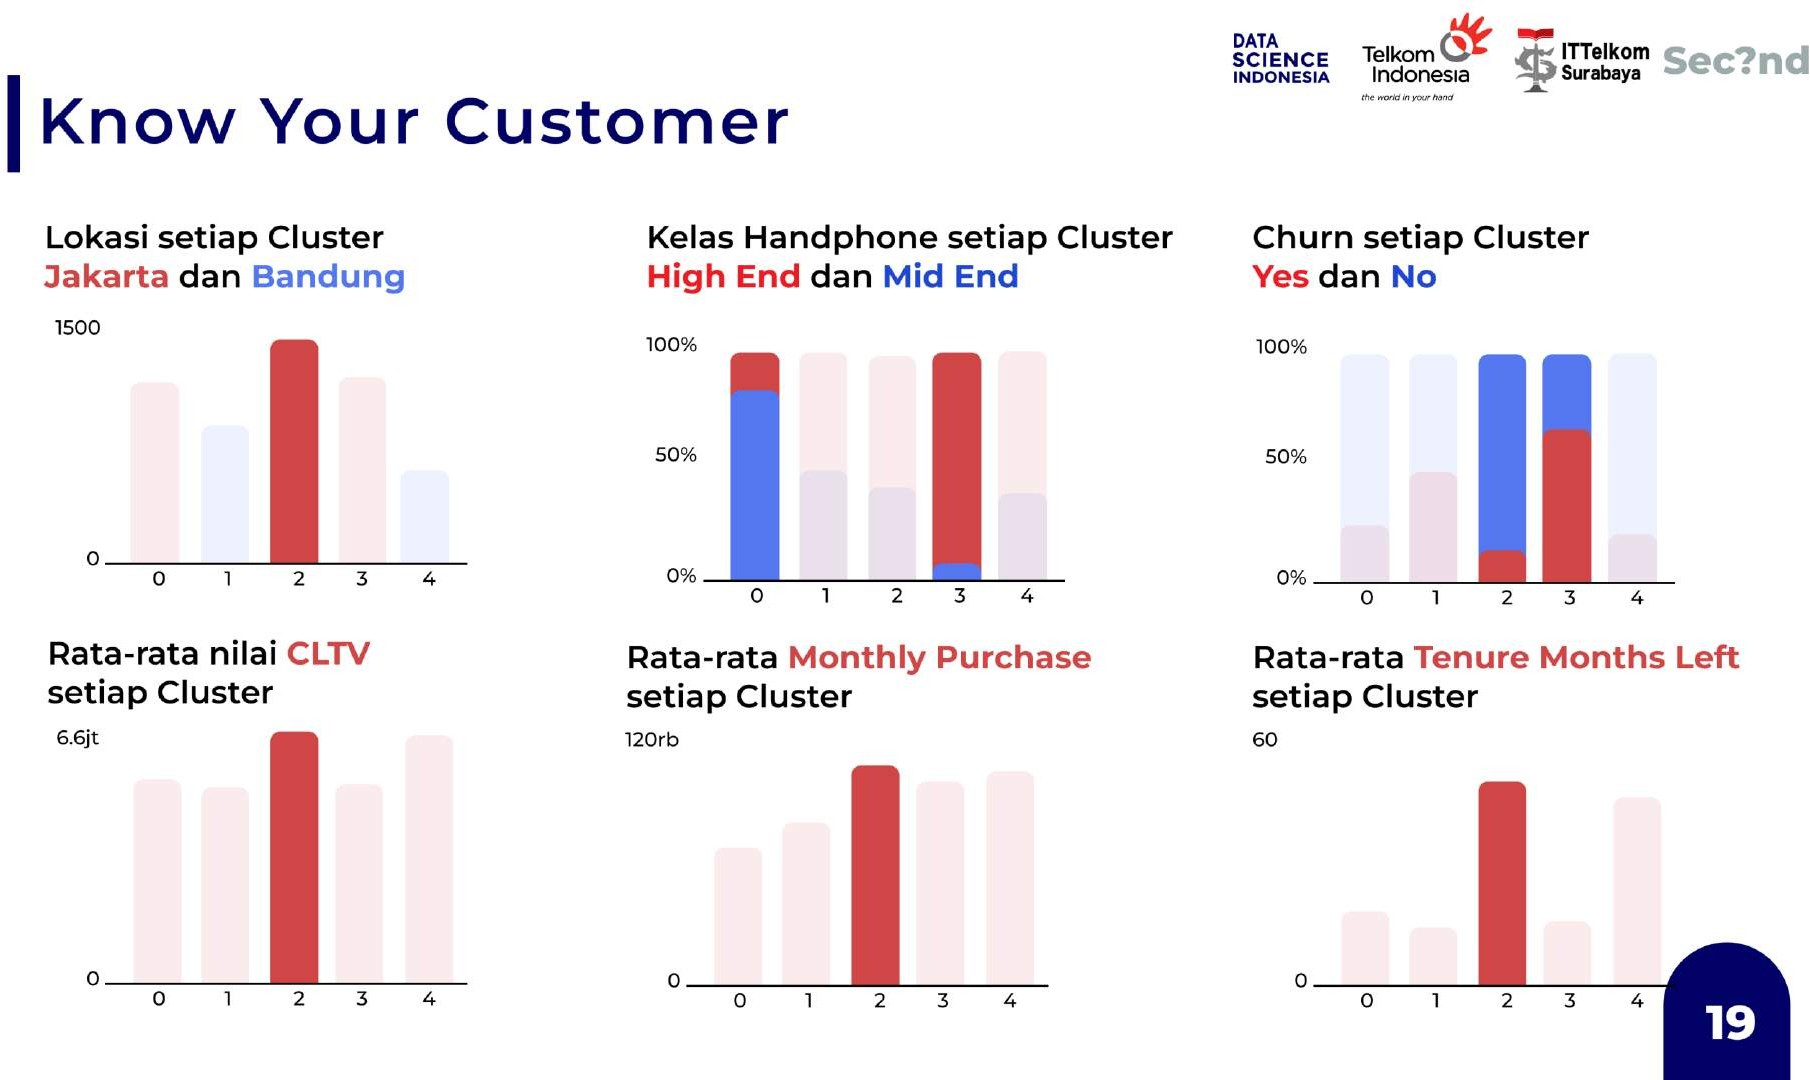 DATA
SCIENCE
INDONESIA
Telkom
Indonesia
the world in your hand
ITTelkom
Surabaya
Sec?nd
Know Your Customer
Lokasi setiap Cluster
Jakarta dan Bandung
1500
0
0 1 2 3 4
Kelas Handphone setiap Cluster
High End dan Mid End
100%
50%
0%
0 1 2 3 4
Churn setiap Cluster
Yes dan No
100%
50%
0%
0 1 2 3 4
Rata-rata nilai CLTV
setiap Cluster
6.6jt
0
0 1 2 3 4
Rata-rata Monthly Purchase
setiap Cluster
120rb
0
0 1 2 3 4
Rata-rata Tenure Months Left
setiap Cluster
60
0
0 1 2 3 4
19